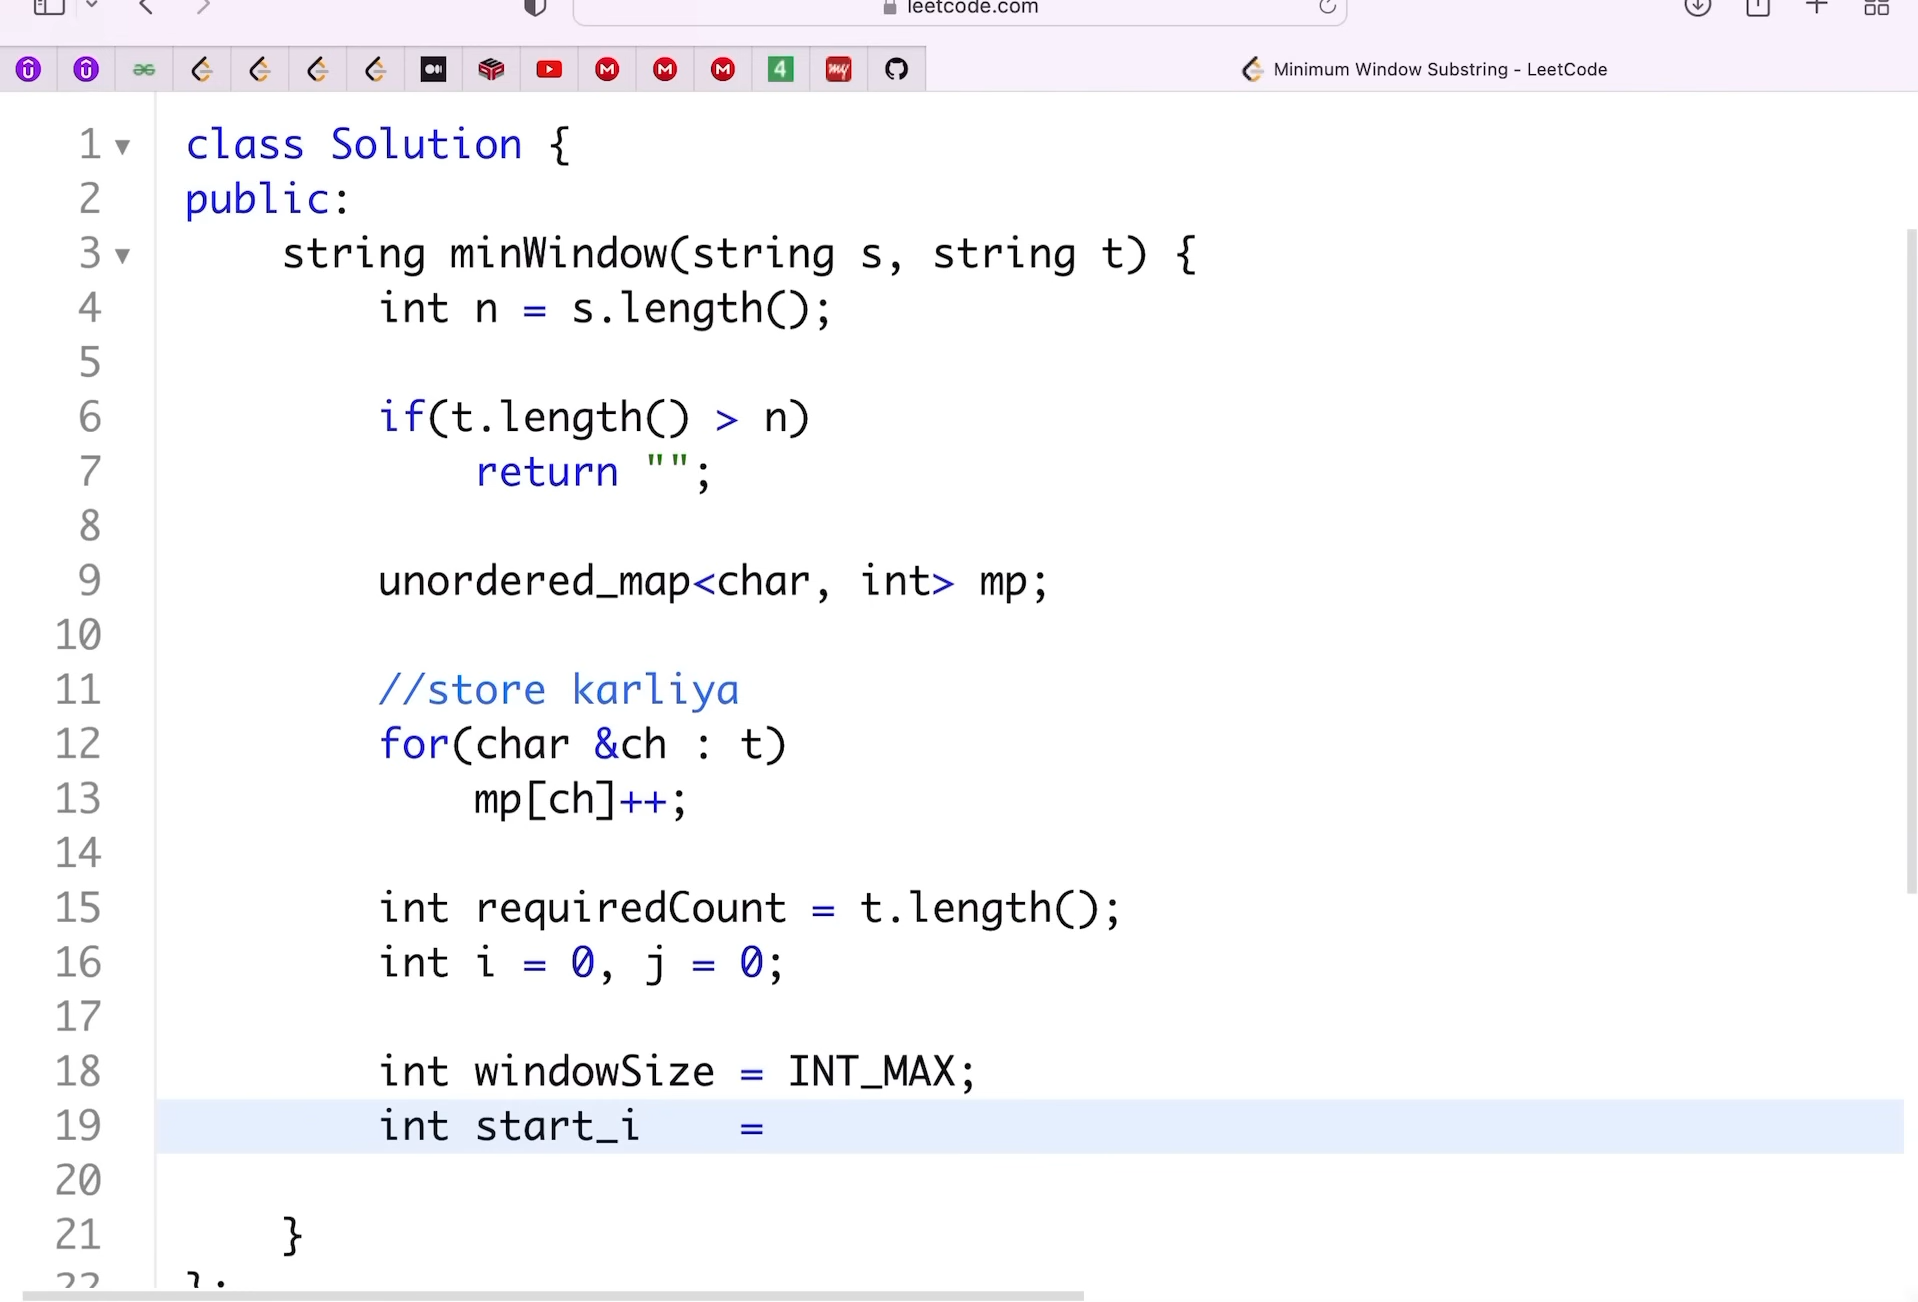 leetcode.com
4
my
Minimum Window Substring - LeetCode
1 class Solution {
2 public:
3 string minWindow(string s, string t) {
4 int n = s.length();
5
6 if(t.length() > n)
7 return "";
8
9 unordered_map<char, int> mp;
10
11 //store karliya
12 for(char &ch : t)
13 mp[ch]++;
14
15 int requiredCount = t.length();
16 int i = 0, j = 0;
17
18 int windowSize = INT_MAX;
19 int start_i =
20
21 }
22 };